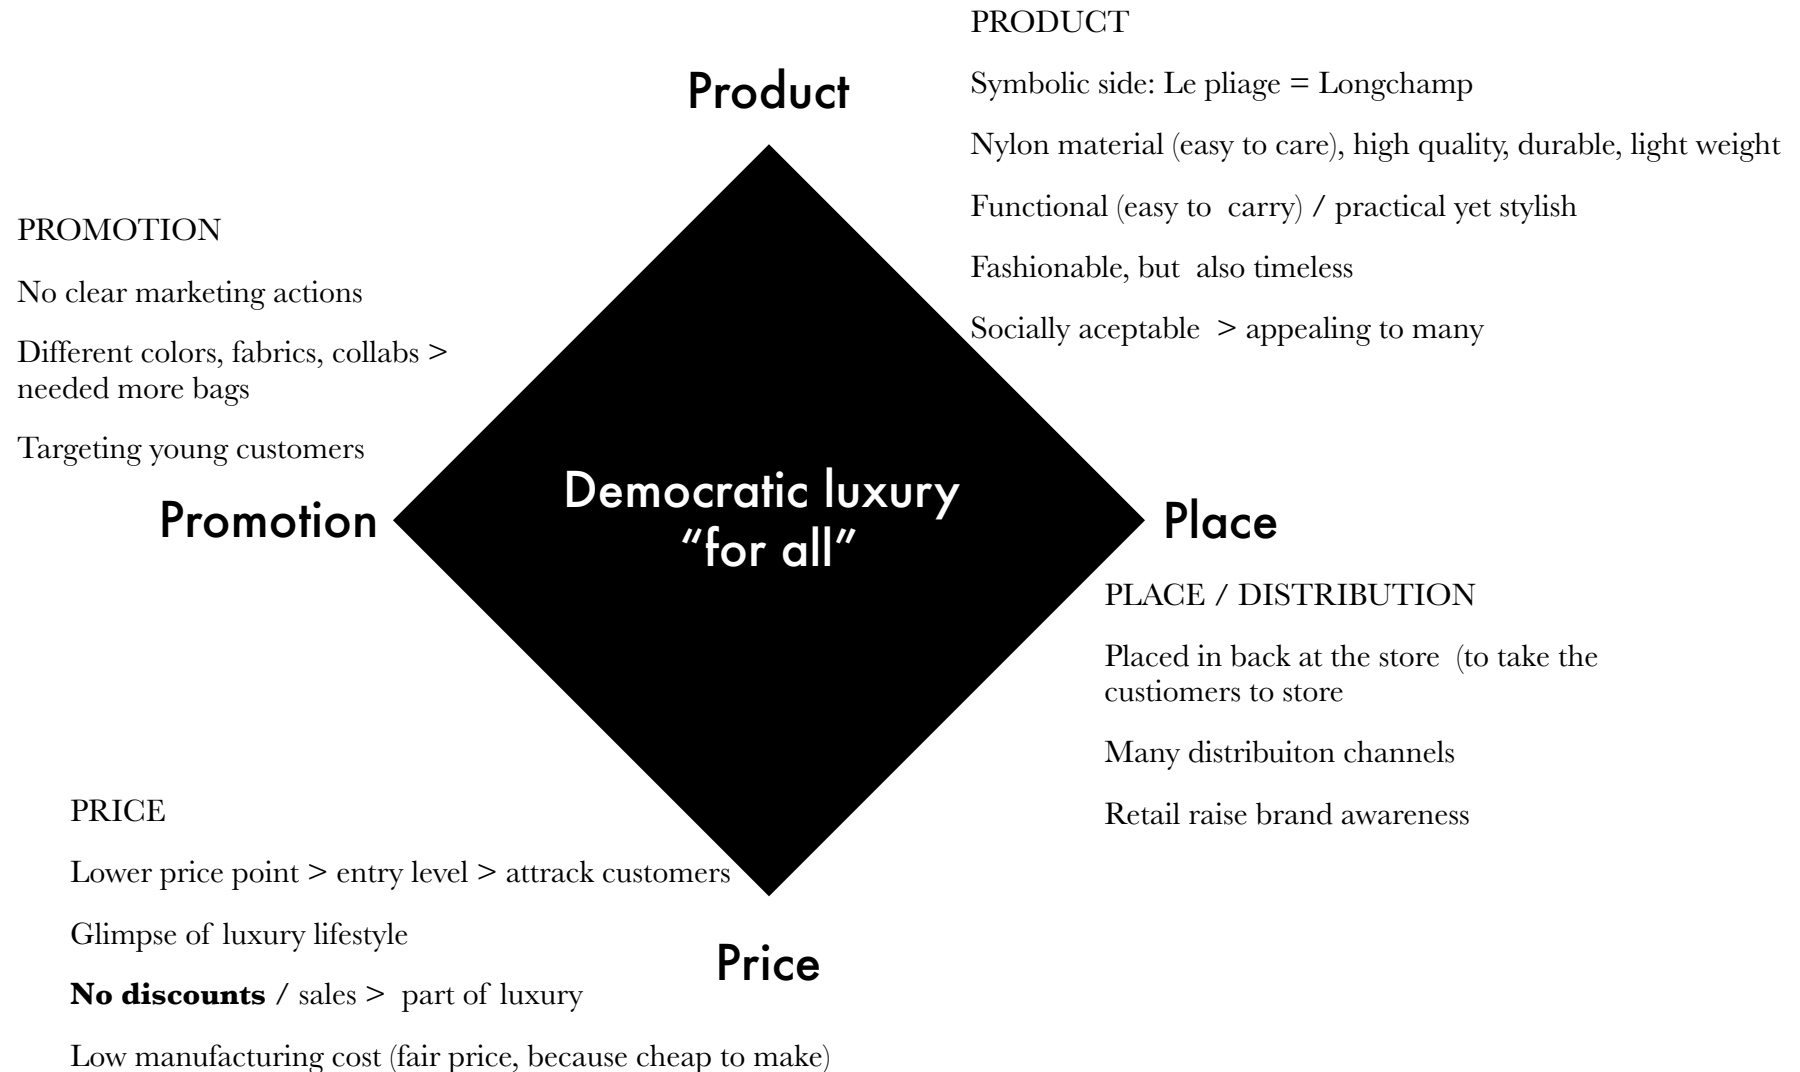 PRODUCT
Symbolic side: Le pliage = Longchamp
Nylon material (easy to care), high quality, durable, light weight
Functional (easy to carry) / practical yet stylish
Fashionable, but also timeless
Socially aceptable > appealing to many
Product
PROMOTION
No clear marketing actions
Different colors, fabrics, collabs >
needed more bags
Targeting young customers
Promotion
Democratic luxury
“for all”
Place
PLACE / DISTRIBUTION
Placed in back at the store (to take the
custiomers to store
Many distribuiton channels
Retail raise brand awareness
PRICE
Lower price point > entry level > attrack customers
Glimpse of luxury lifestyle
No discounts / sales > part of luxury
Low manufacturing cost (fair price, because cheap to make)
Price